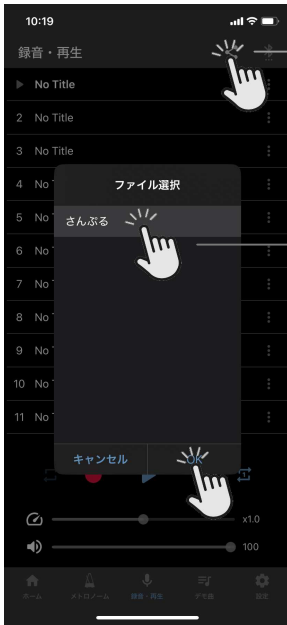 10:19
録音・再生
No Title
2 No Title
3 No Title
4 No T
ファイル選択
5 No
さんぷる
6 No
7 No
8 No
9 No
10 No
11 No
キャンセル
OK
x1.0
100
ホーム メトロノーム 録音・再生 デモ曲 設定